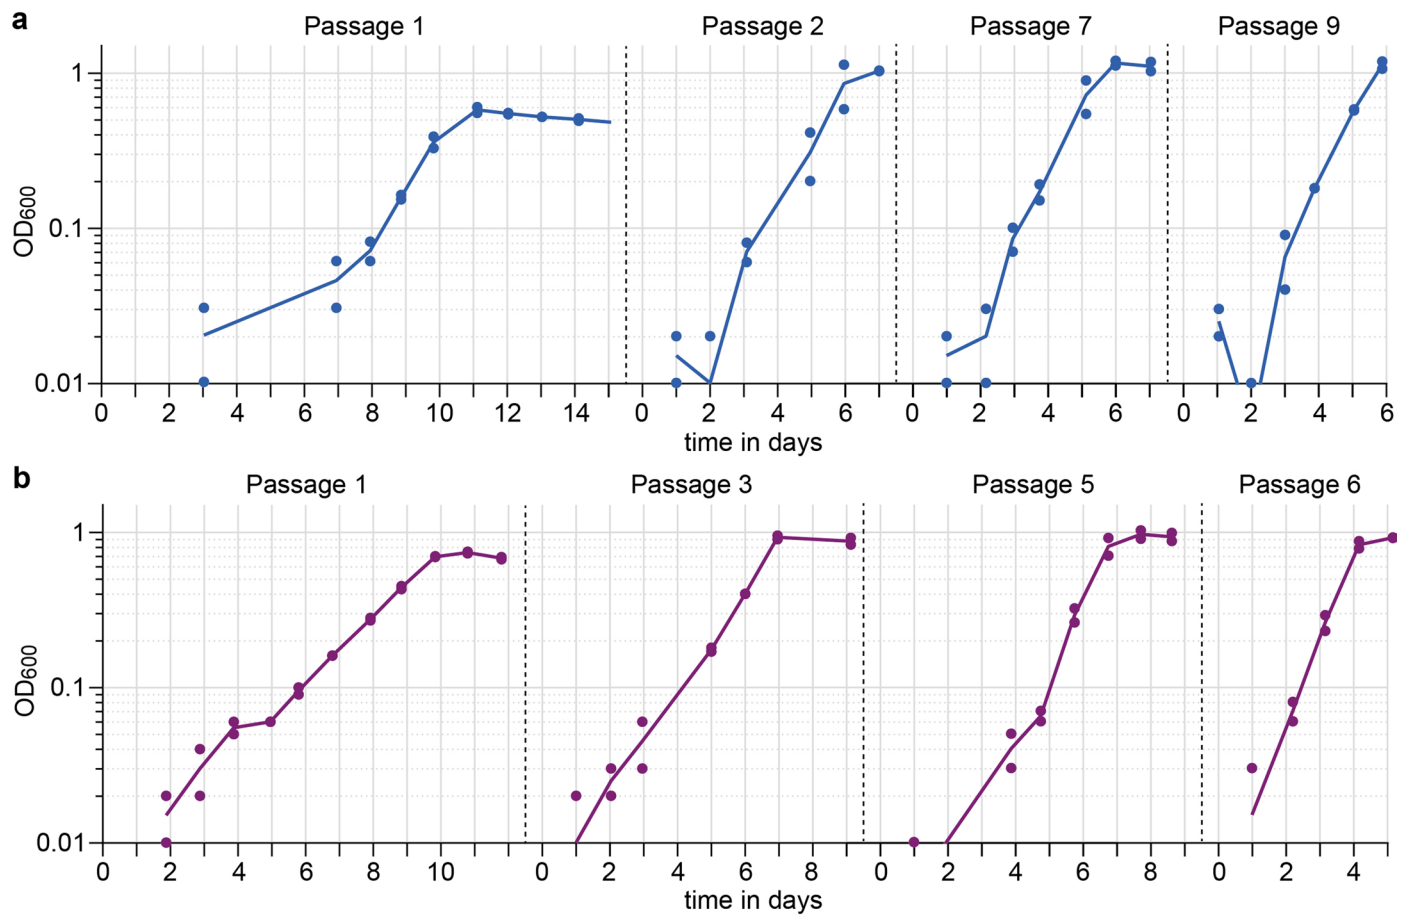 a
Passage 1 Passage 2 Passage 7 Passage 9
1
0.1
0.01
OD600
0 2 4 6 8 10 12 14 0 2 4 6 0 2 4 6 0 2 4 6
time in days
b
Passage 1 Passage 3 Passage 5 Passage 6
1
0.1
0.01
OD600
0 2 4 6 8 10 0 2 4 6 8 0 2 4 6 8 0 2 4
time in days